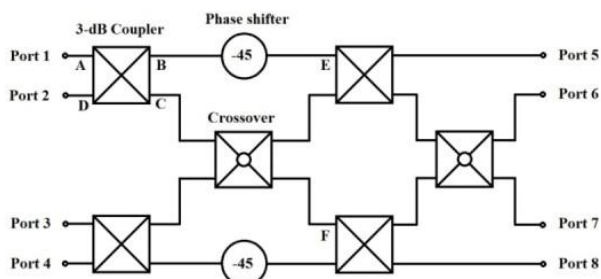 Phase shifter
3-dB Coupler
Port 1 A B -45 E Port 5
Port 2 D C Port 6
Crossover
Port 3 F Port 7
Port 4 -45 Port 8